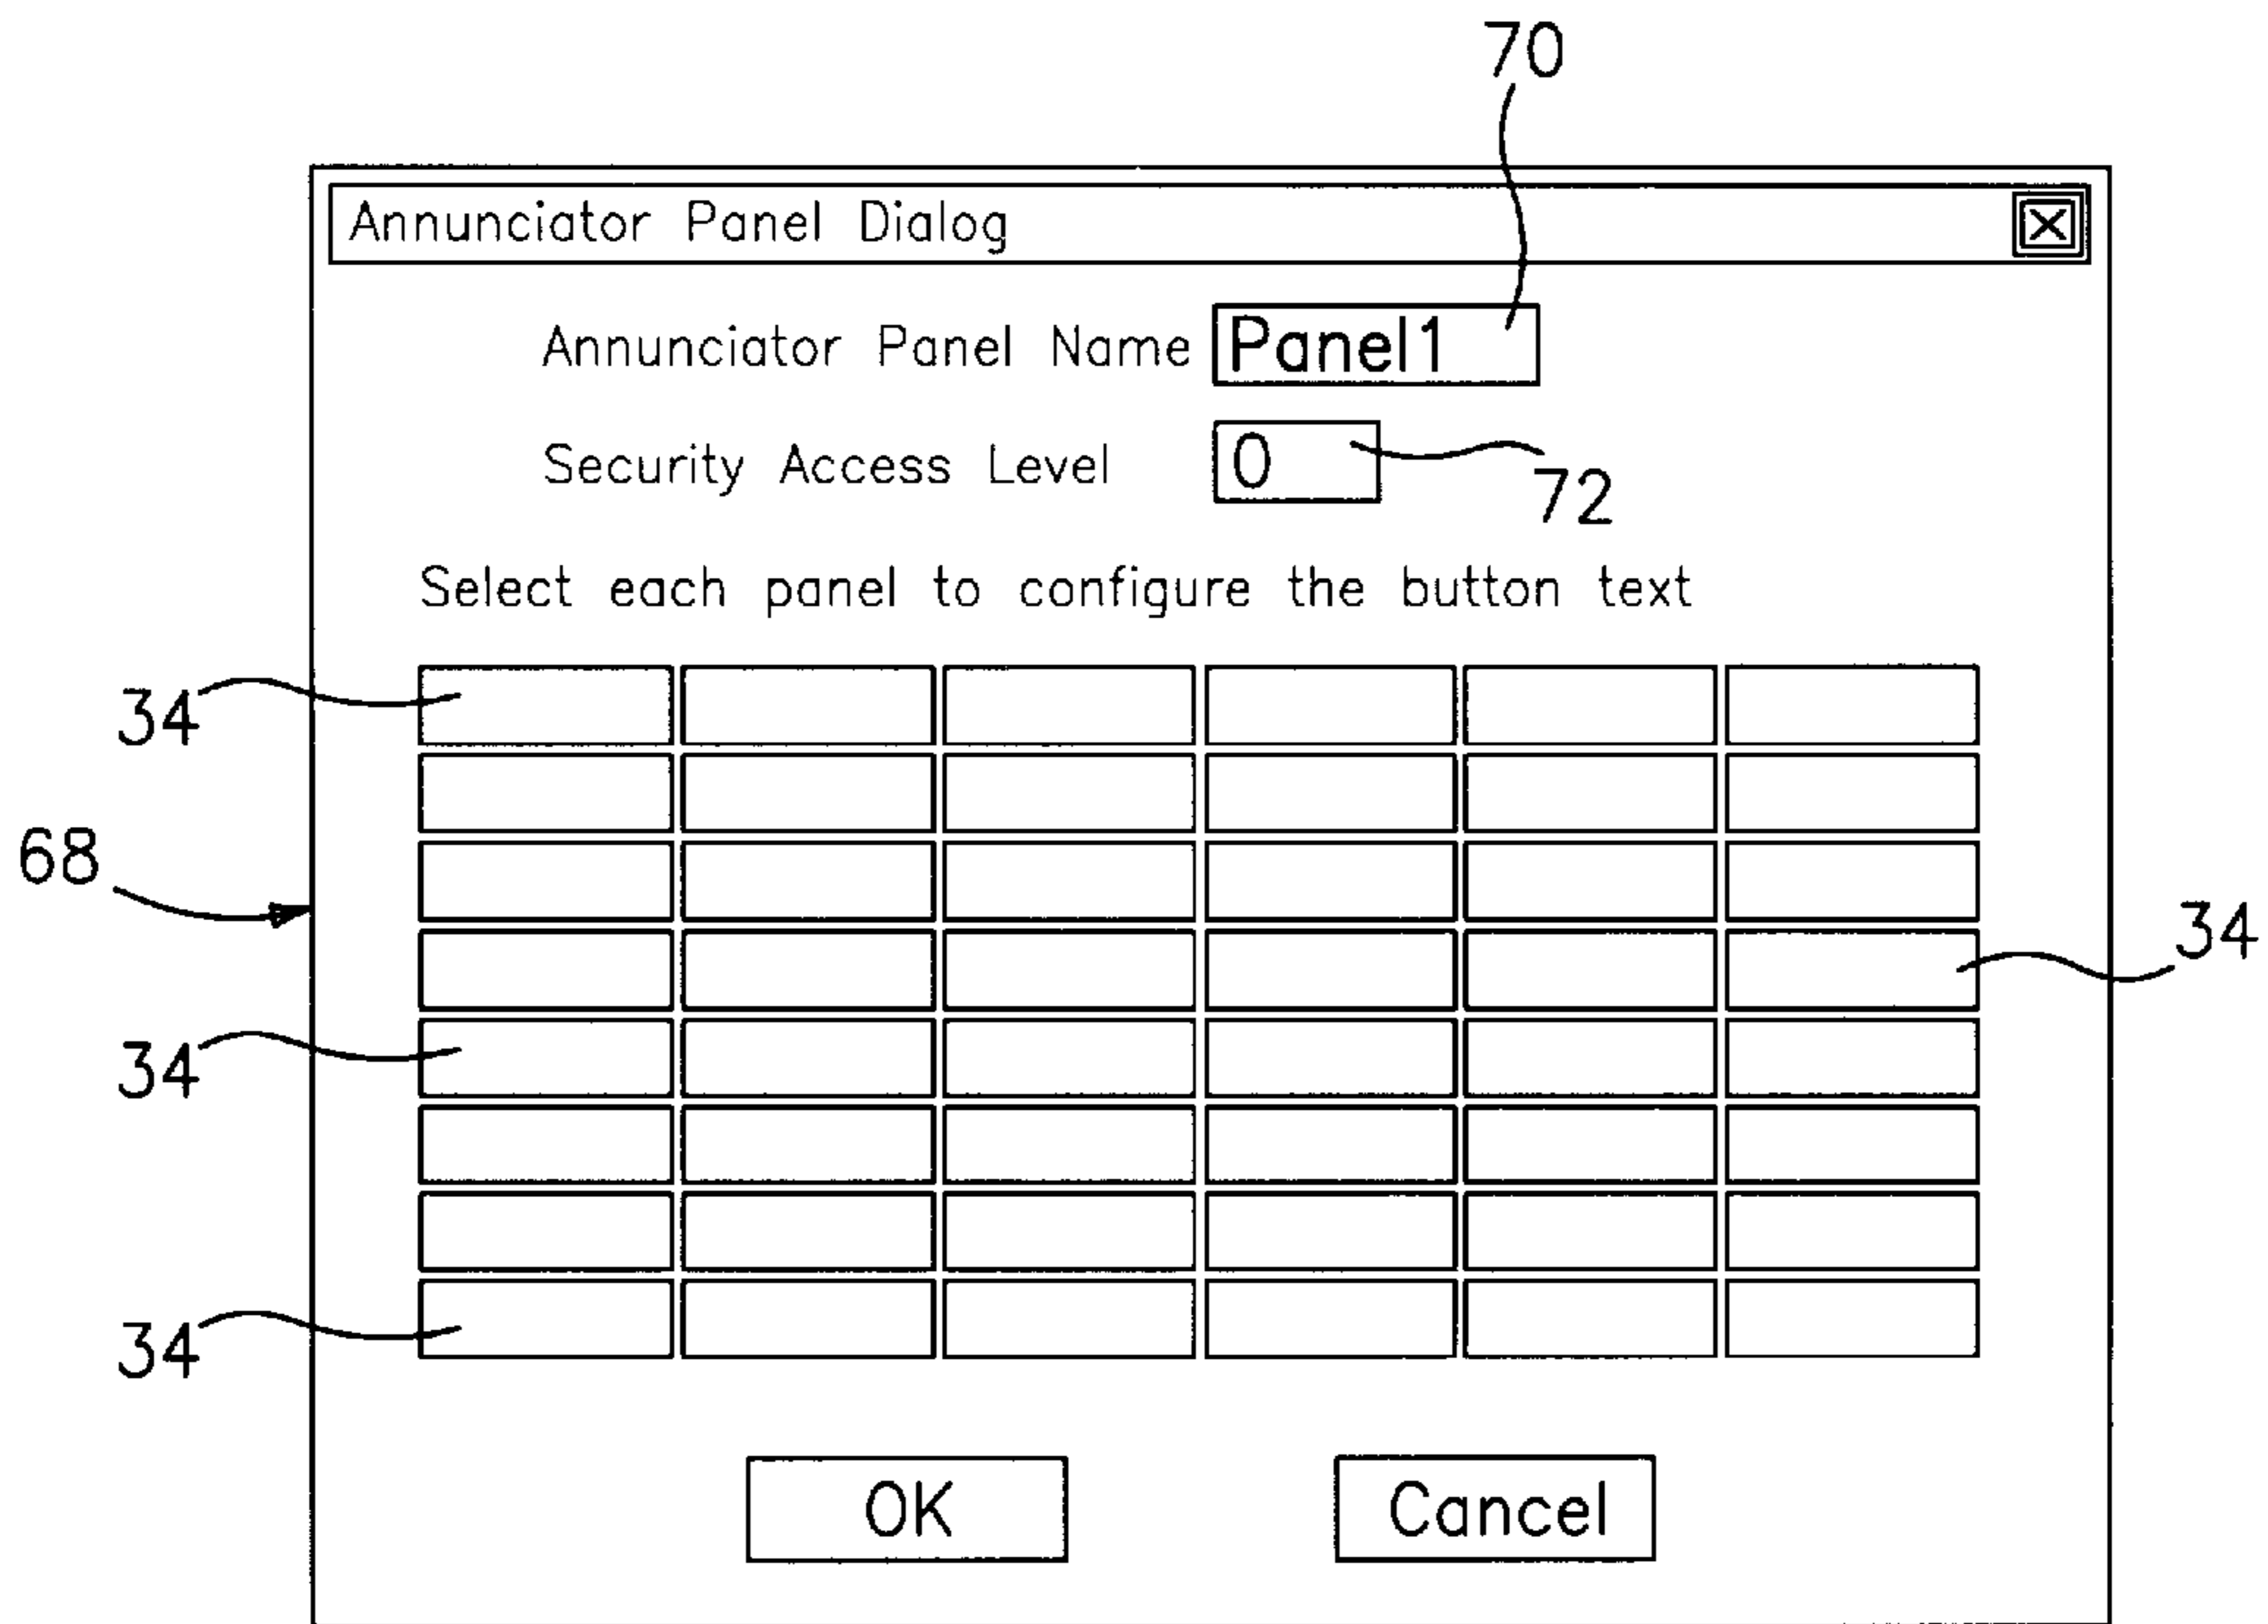 70
Annunciator Panel Dialog
Annunciator Panel Name Panel1
Security Access Level 0
72
Select each panel to configure the button text
34
68
34
34
34
OK Cancel